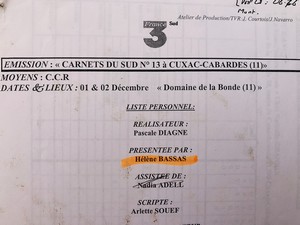 France Sud
3
Atelier de Production/TVR J. Courtois/J Navarro
EMISSION: « CARNETS DU SUD N° 13 à CUXAC-CABARDES (11)»
MOYENS : C.C.R
DATES & LIEUX : 01 & 02 Décembre « Domaine de la Bonde (11) »
LISTE PERSONNEL:
REALISATEUR :
Pascale DIAGNE
PRESENTEE PAR :
Hélène BASSAS
ASSISTEE DE :
Nadia ADELL
SCRIPTE :
Arlette SOUEF